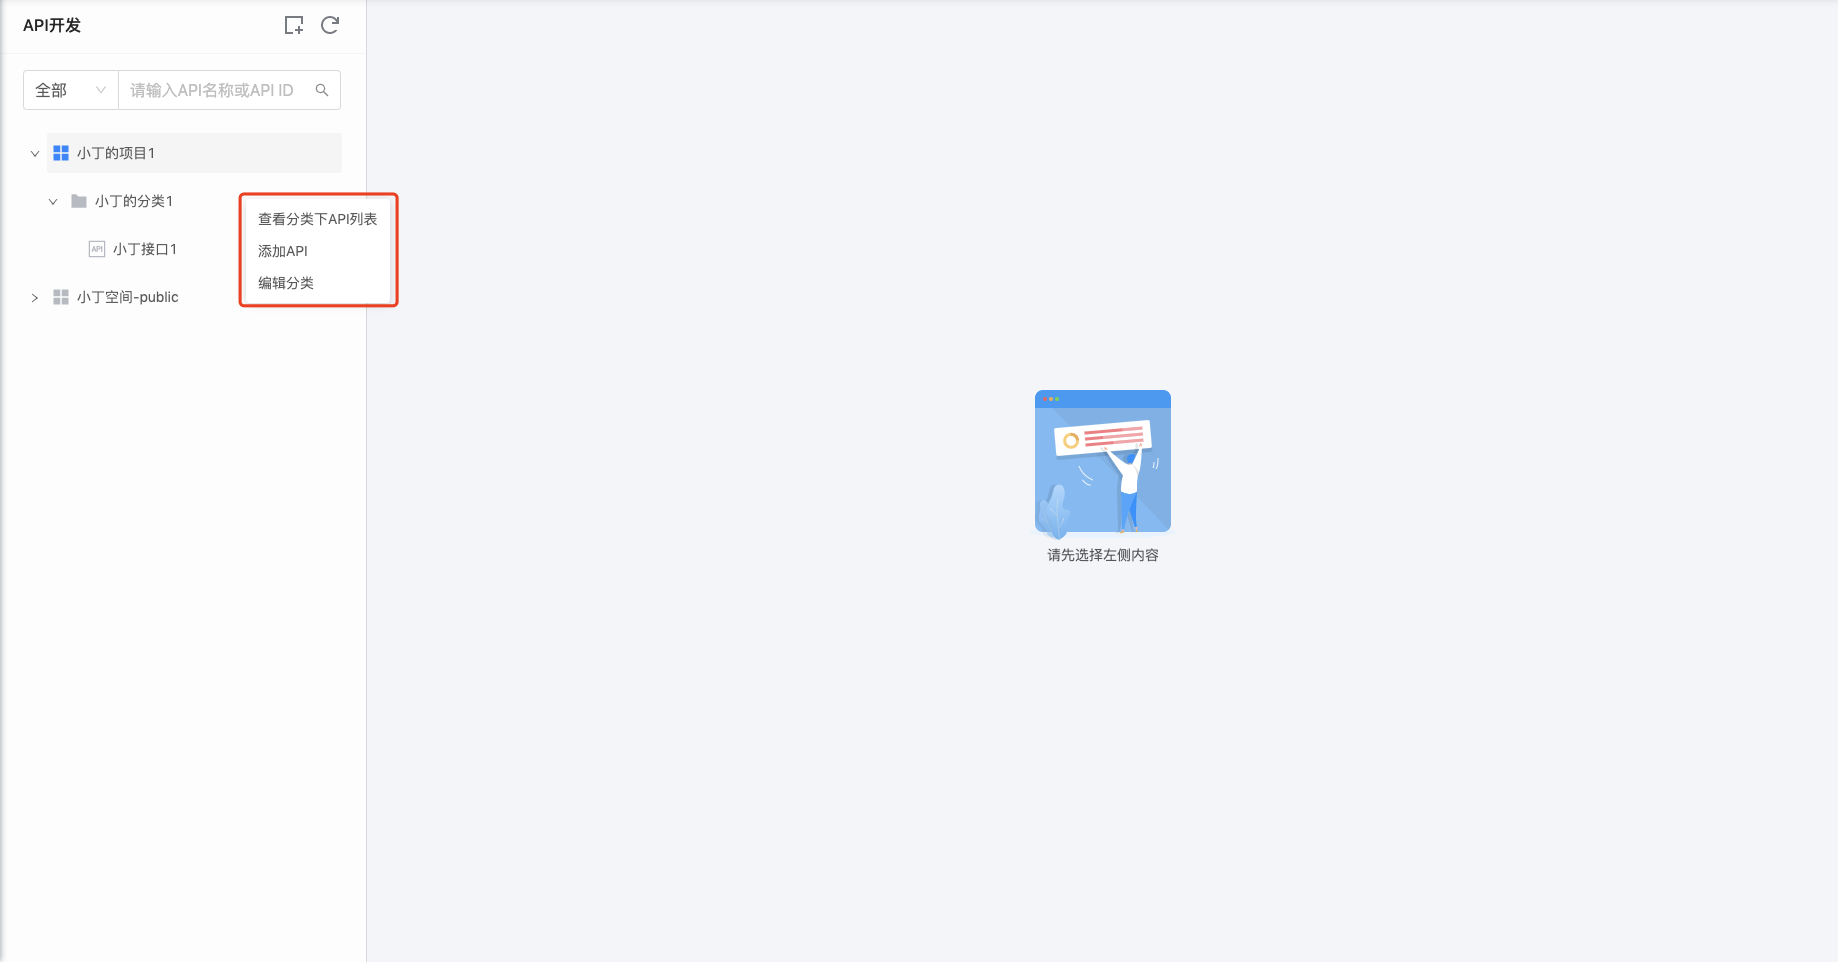 API开发
全部
请输入API名称或API ID
小丁的项目1
小丁的分类1
API
小丁接口1
小丁空间-public
查看分类下API列表
添加API
编辑分类
请先选择左侧内容